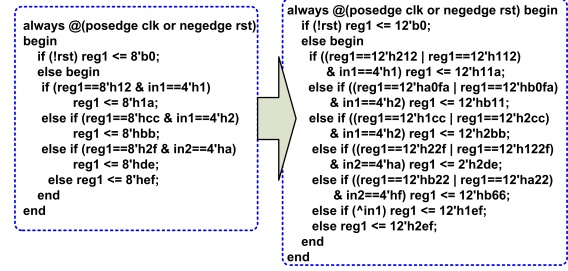 always @(posedge clk or negedge rst)
begin
if (!rst) reg1 <= 8'b0;
else begin
if (reg1==8'h12 & in1==4'h1)
reg1 <= 8'h1a;
else if (reg1==8'hcc & in1==4'h2)
reg1 <= 8'hbb;
else if (reg1==8'h2f & in2==4'ha)
reg1 <= 8'hde;
else reg1 <= 8'hef;
end
end
always @(posedge clk or negedge rst) begin
if (!rst) reg1 <= 12'b0;
else begin
if ((reg1==12'h212 | reg1==12'h112)
& in1==4'h1) reg1 <= 12'h11a;
else if ((reg1==12'ha0fa | reg1==12'hb0fa)
& in1==4'h2) reg1 <= 12'hb11;
else if ((reg1==12'h1cc | reg1==12'h2cc)
& in1==4'h2) reg1 <= 12'h2bb;
else if ((reg1==12'h22f | reg1==12'h122f)
& in2==4'ha) reg1 <= 2'h2de;
else if ((reg1==12'hb22 | reg1==12'ha22)
& in2==4'hf) reg1 <= 12'hb66;
else if (^in1) reg1 <= 12'h1ef;
else reg1 <= 12'h2ef;
end
end